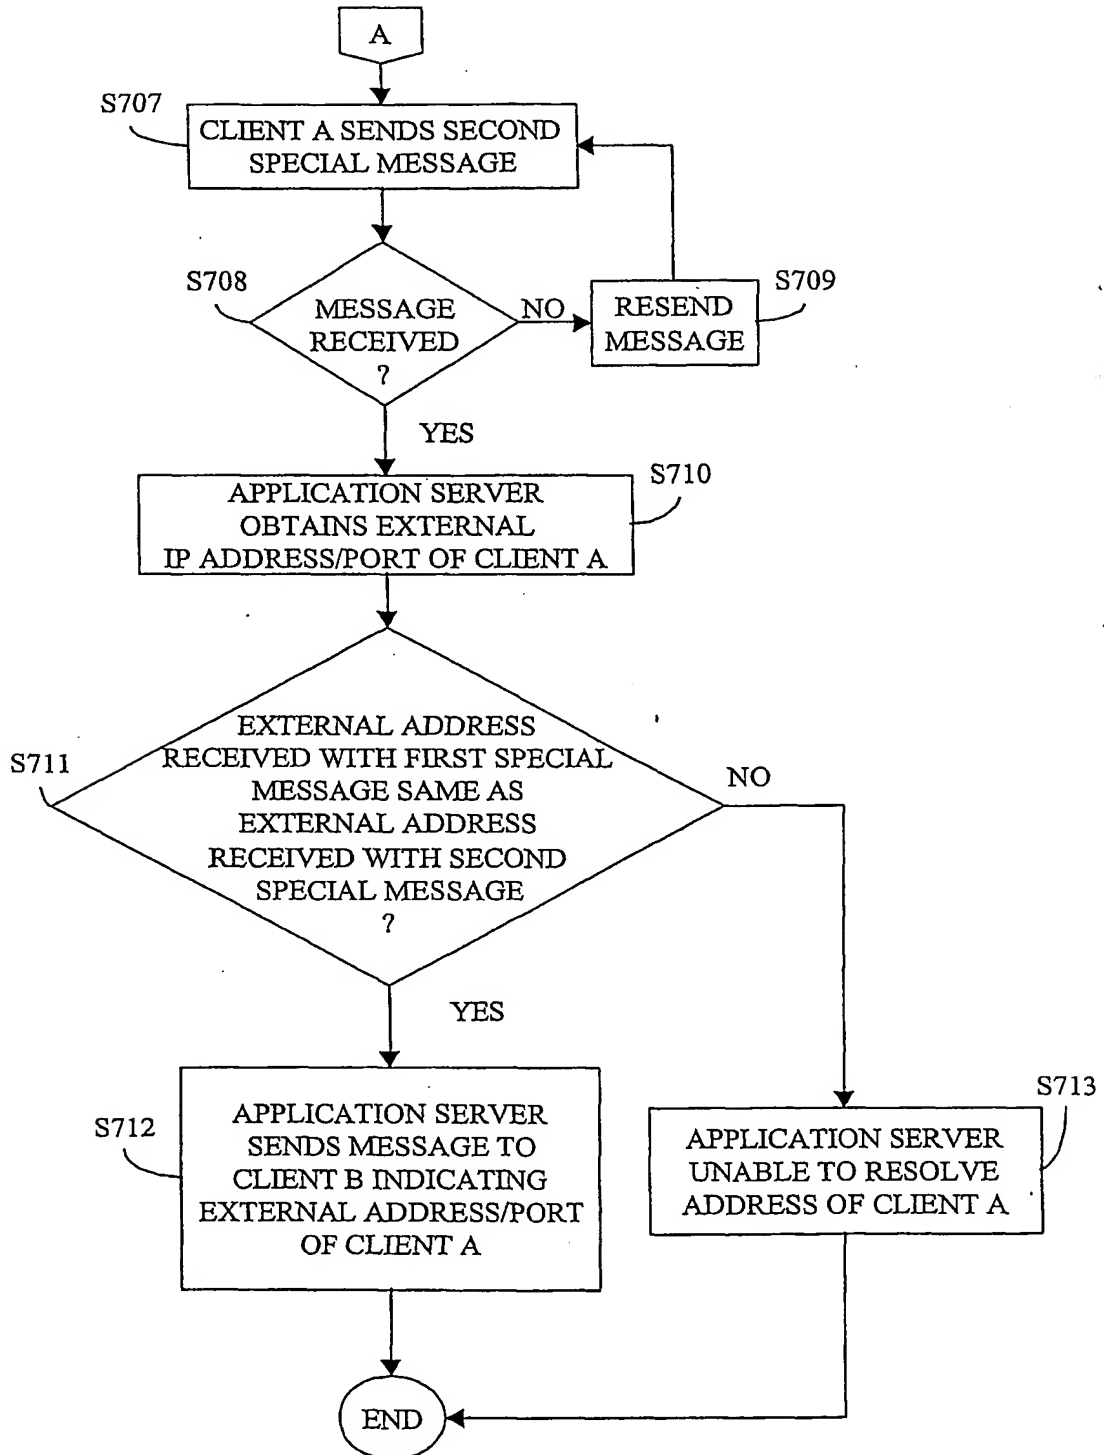 A
S707
CLIENT A SENDS SECOND
SPECIAL MESSAGE
S708
MESSAGE
RECEIVED
?
NO
S709
RESEND
MESSAGE
YES
S710
APPLICATION SERVER
OBTAINS EXTERNAL
IP ADDRESS/PORT OF CLIENT A
S711
EXTERNAL ADDRESS
RECEIVED WITH FIRST SPECIAL
MESSAGE SAME AS
EXTERNAL ADDRESS
RECEIVED WITH SECOND
SPECIAL MESSAGE
?
NO
YES
S712
APPLICATION SERVER
SENDS MESSAGE TO
CLIENT B INDICATING
EXTERNAL ADDRESS/PORT
OF CLIENT A
S713
APPLICATION SERVER
UNABLE TO RESOLVE
ADDRESS OF CLIENT A
END